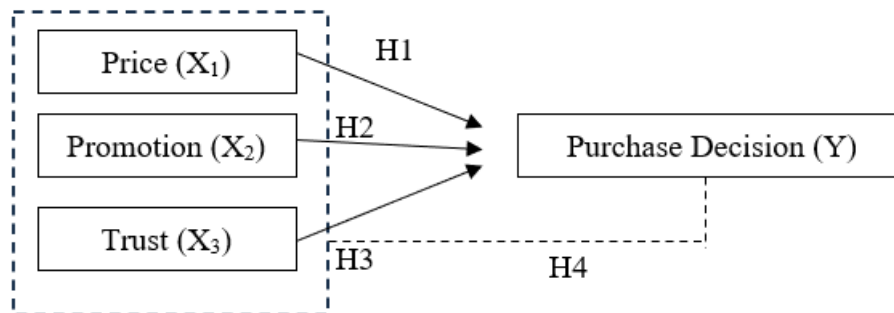 Price (X₁)
H1
Promotion (X₂)
H2
Purchase Decision (Y)
Trust (X₃)
H3
H4